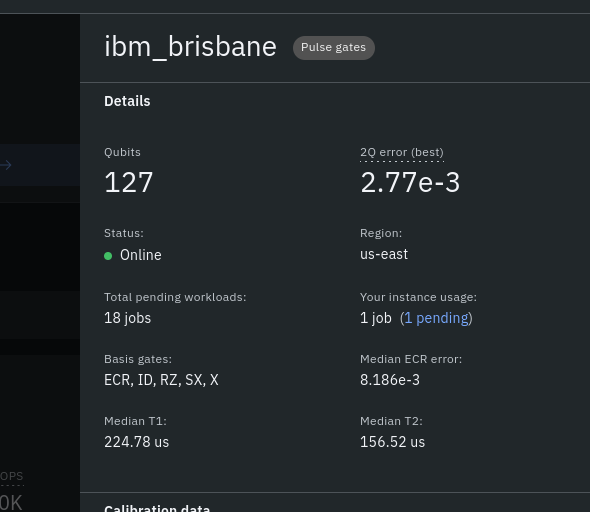 ibm_brisbane Pulse gates
Details
Qubits
127
2Q error (best)
2.77e-3
Status:
Online
Region:
us-east
Total pending workloads:
18 jobs
Your instance usage:
1 job (1 pending)
Basis gates:
ECR, ID, RZ, SX, X
Median ECR error:
8.186e-3
Median T1:
224.78 us
Median T2:
156.52 us
OPS
0K
Calibration data